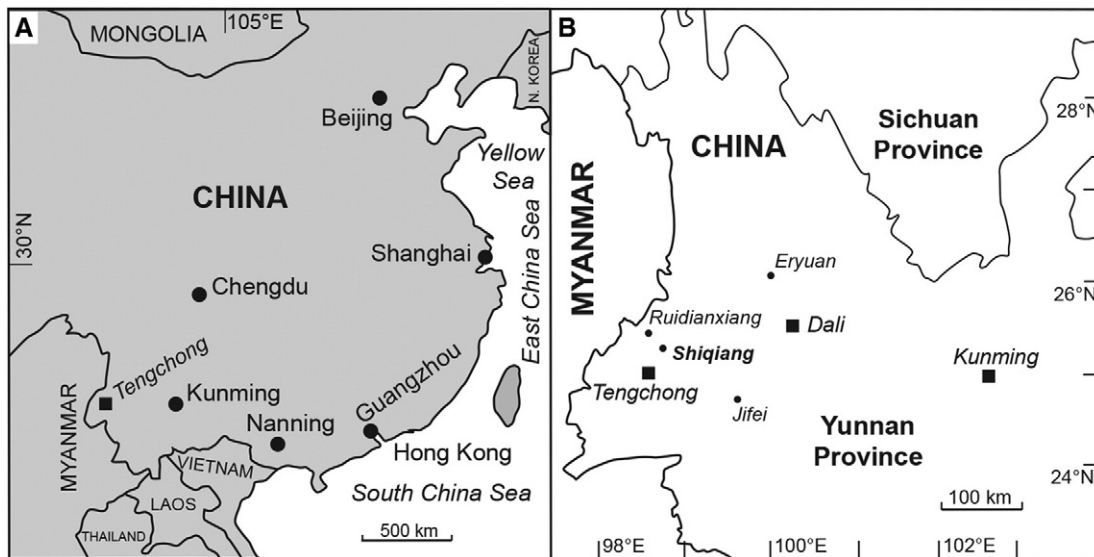 A
105°E
MONGOLIA
N. KOREA
Beijing
Yellow
Sea
CHINA
30°N
East China Sea
Shanghai
Chengdu
Tengchong
Kunming
Guangzhou
Nanning
MYANMAR
Hong Kong
VIETNAM
South China Sea
LAOS
THAILAND
500 km
B
28°N
Sichuan
Province
CHINA
MYANMAR
Eryuan
26°N
Ruidianxiang
Dali
Shiqiang
Kunming
Tengchong
Jifei
Yunnan
Province
24°N
100 km
98°E
100°E
102°E